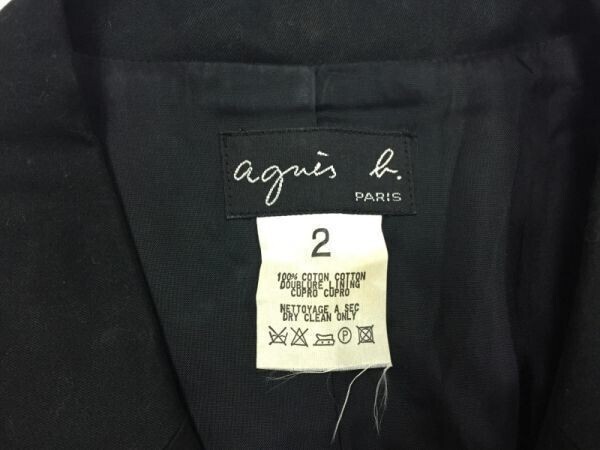 agnès b.
PARIS
2
100% COTON COTTON
DOUBLURE LINING
CUPRO CUPRO
NETTOYAGE A SEC
DRY CLEAN ONLY
P